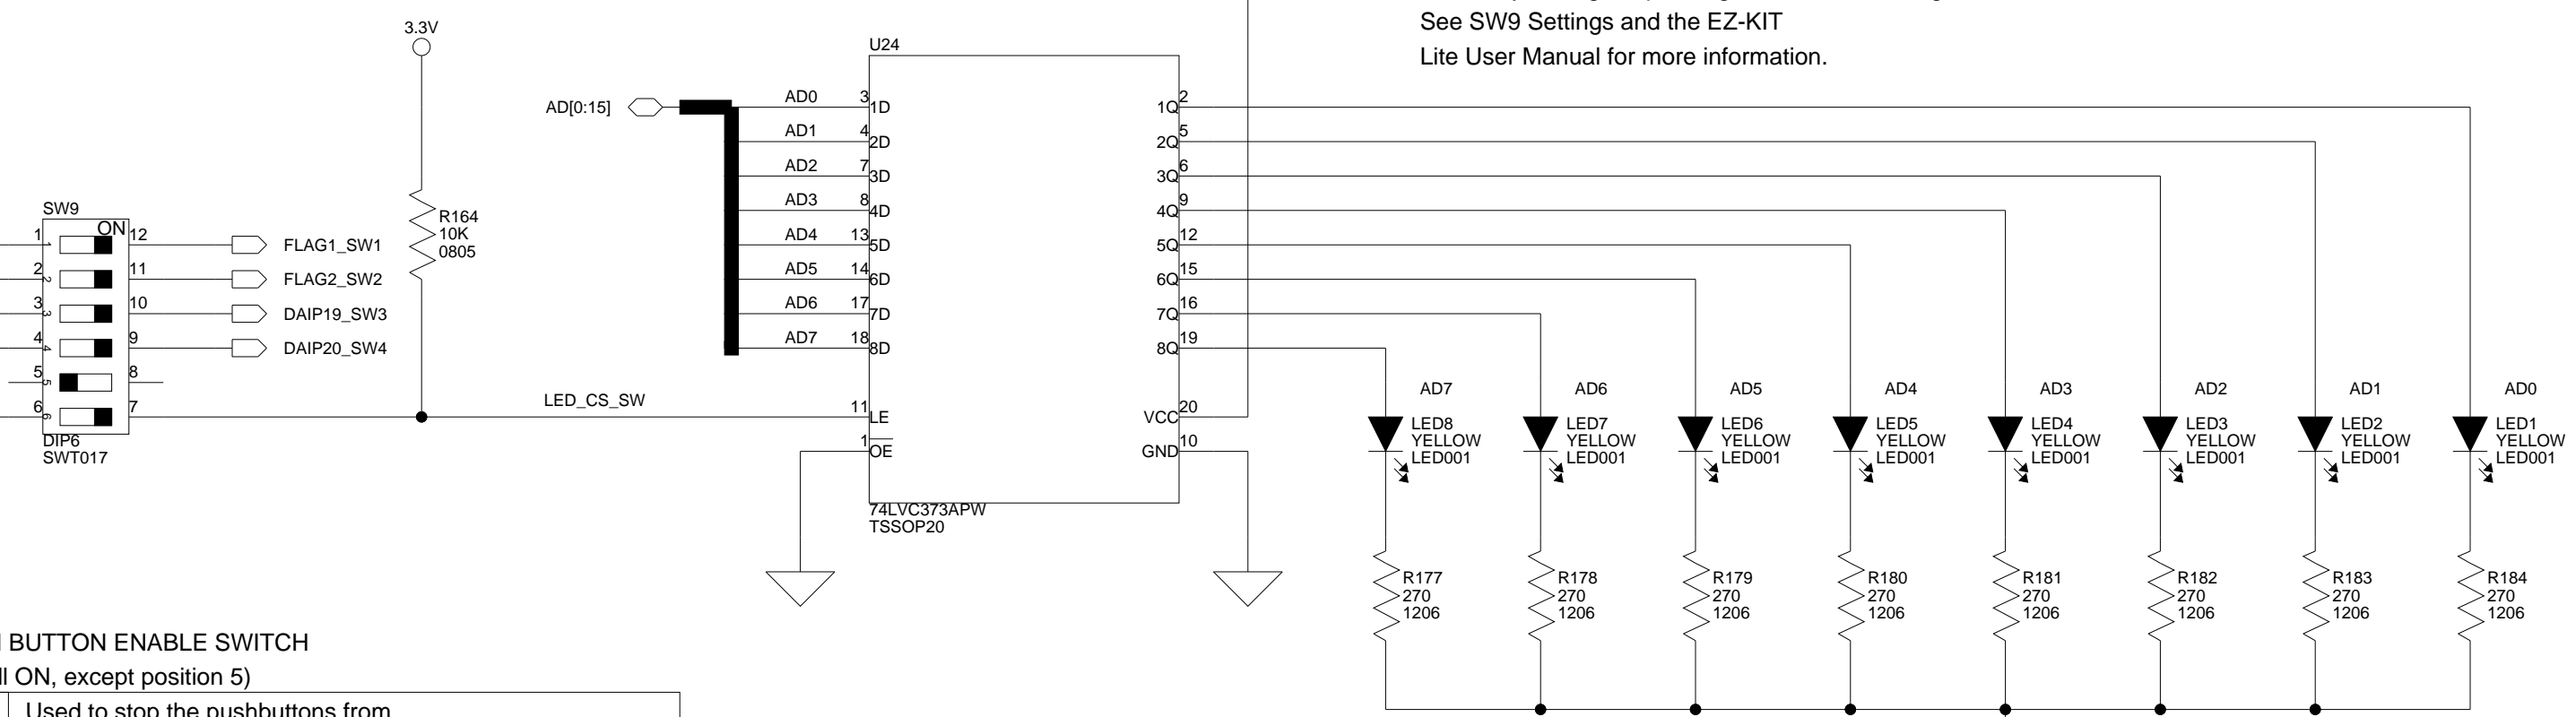 See SW9 Settings and the EZ-KIT
Lite User Manual for more information.
3.3V
R164
10K
0805
SW9
ON
1
2
3
4
5
6
1
2
3
4
5
6
12
11
10
9
8
7
DIP6
SWT017
FLAG1_SW1
FLAG2_SW2
DAIP19_SW3
DAIP20_SW4
LED_CS_SW
AD[0:15]
AD0
AD1
AD2
AD3
AD4
AD5
AD6
AD7
U24
3 1D
4 2D
7 3D
8 4D
13 5D
14 6D
17 7D
18 8D
11 LE
1 OE
1Q 2
2Q 5
3Q 6
4Q 9
5Q 12
6Q 15
7Q 16
8Q 19
VCC 20
GND 10
74LVC373APW
TSSOP20
AD7
LED8
YELLOW
LED001
AD6
LED7
YELLOW
LED001
AD5
LED6
YELLOW
LED001
AD4
LED5
YELLOW
LED001
AD3
LED4
YELLOW
LED001
AD2
LED3
YELLOW
LED001
AD1
LED2
YELLOW
LED001
AD0
LED1
YELLOW
LED001
R177
270
1206
R178
270
1206
R179
270
1206
R180
270
1206
R181
270
1206
R182
270
1206
R183
270
1206
R184
270
1206
BUTTON ENABLE SWITCH
ON, except position 5)
Used to stop the pushbuttons from